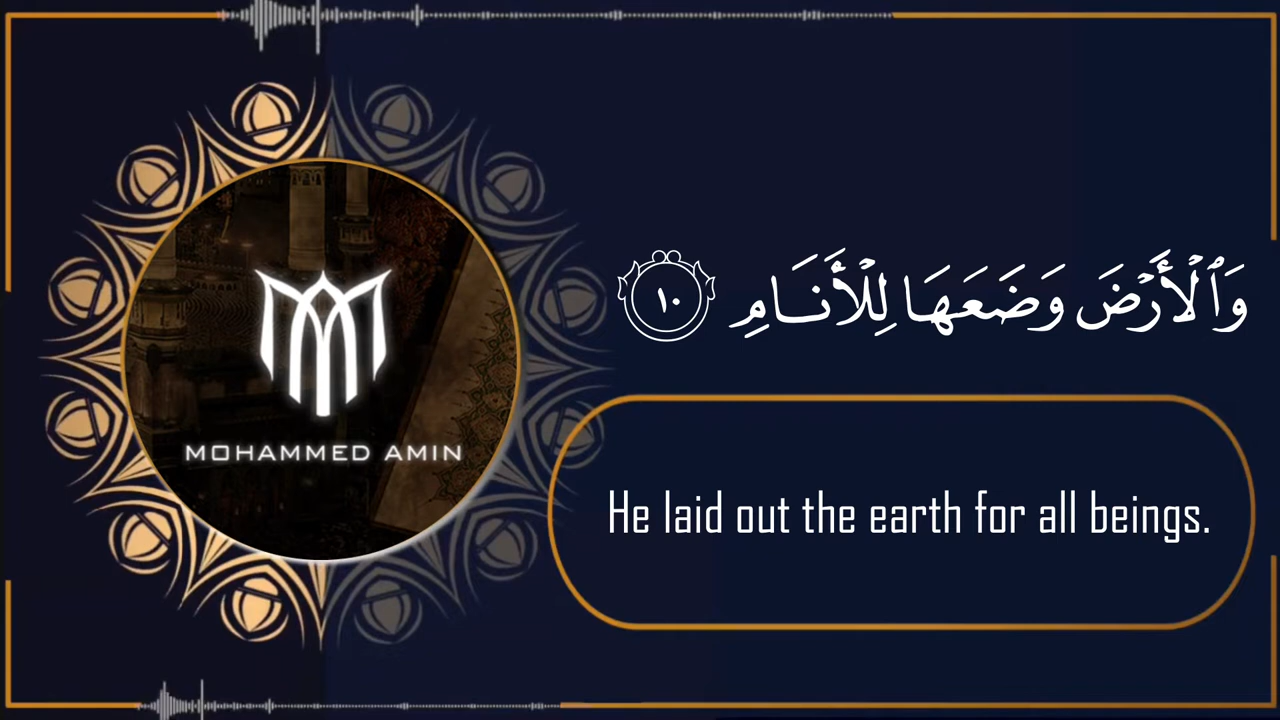 وَٱلۡأَرۡضَ وَضَعَهَا لِلۡأَنَامِ ١٠
MOHAMMED AMIN
He laid out the earth for all beings.